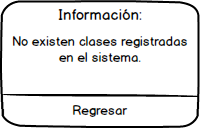 Información:
No existen clases registradas
en el sistema.
Regresar